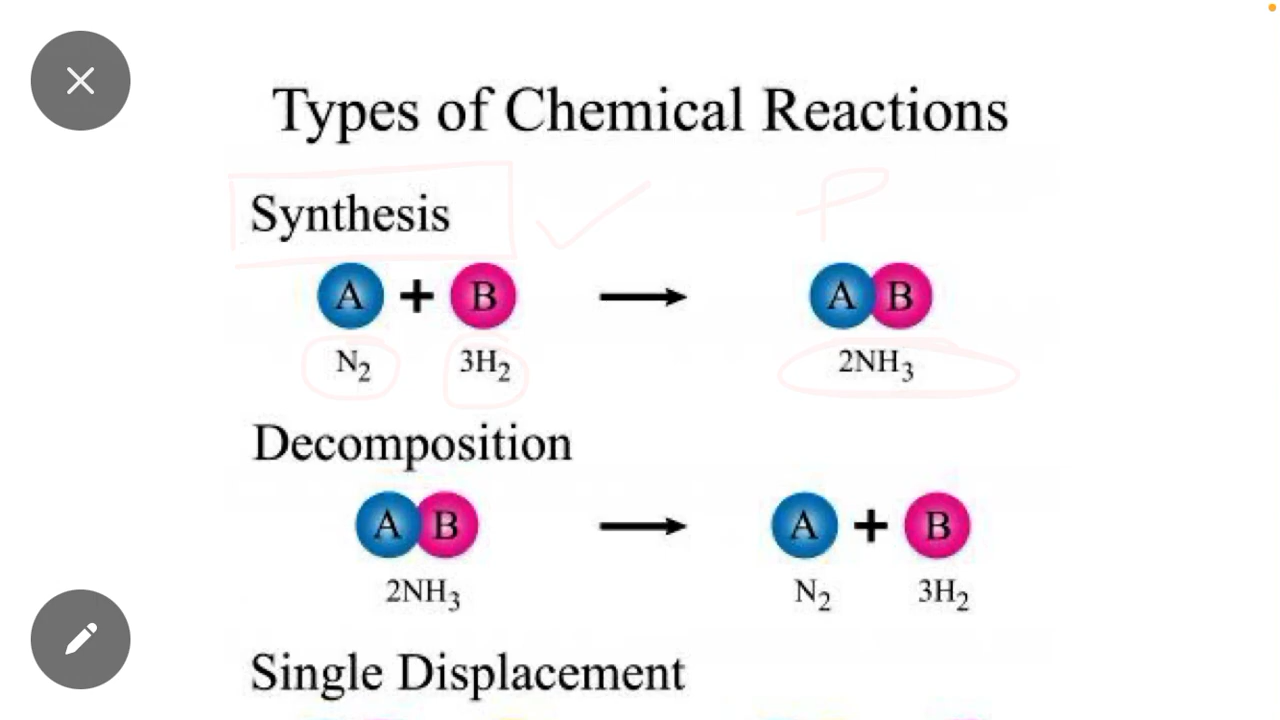 Types of Chemical Reactions
Synthesis
P
A + B → A B
N₂ 3H₂ 2NH₃
Decomposition
A B → A + B
2NH₃ N₂ 3H₂
Single Displacement